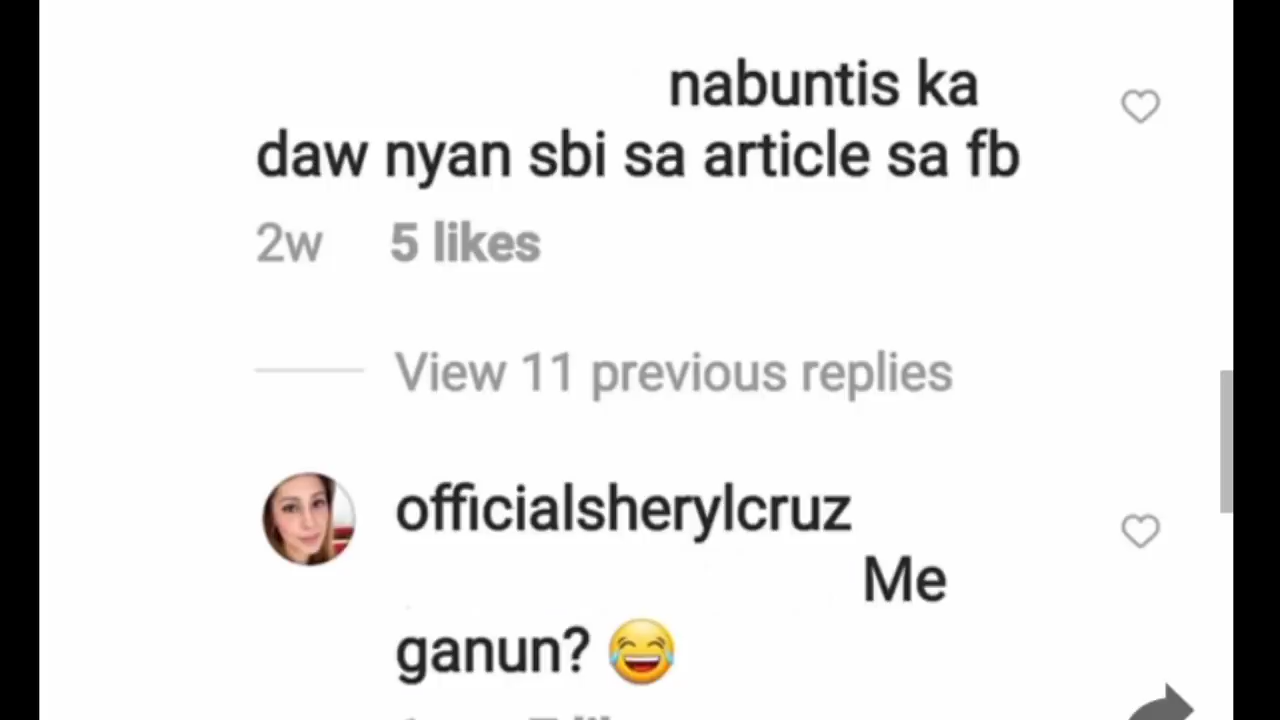 nabuntis ka
daw nyan sbi sa article sa fb
2w 5 likes
View 11 previous replies
officialsherylcruz
Me
ganun? 😂